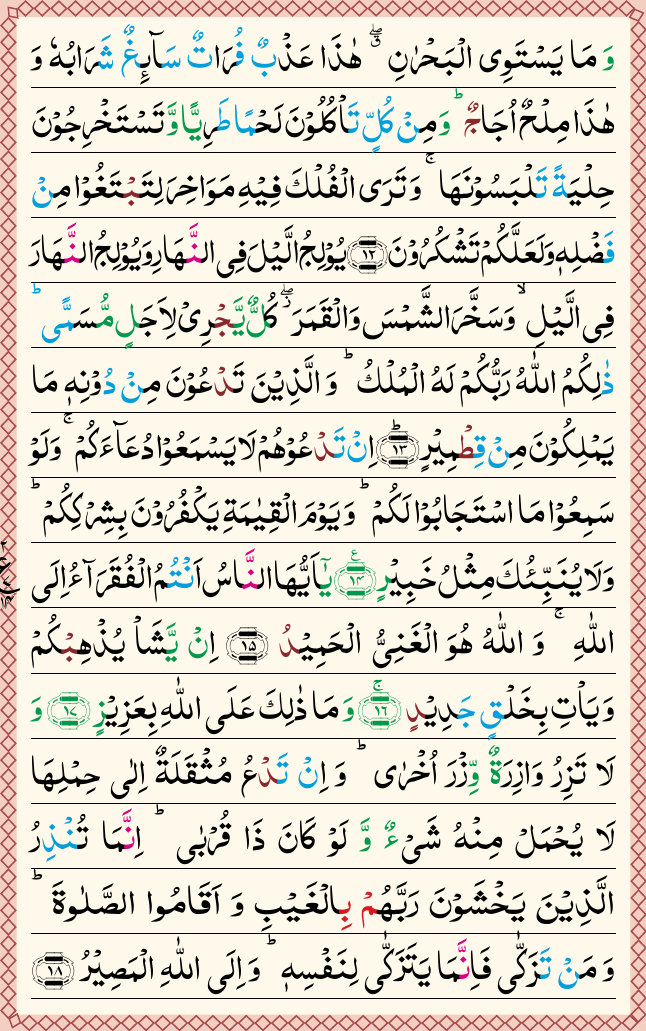 وَ مَا یَسْتَوِی الْبَحْرٰنِ ۖۗ هٰذَا عَذْبٌ فُرَاتٌ سَآىِٕغٌ شَرَابُهٗ وَ
هٰذَا مِلْحٌ اُجَاجٌ ؕ وَ مِنْ كُلٍّ تَاْكُلُوْنَ لَحْمًا طَرِیًّا وَّ تَسْتَخْرِجُوْنَ
حِلْیَةً تَلْبَسُوْنَهَا ۚ وَ تَرَی الْفُلْكَ فِیْهِ مَوَاخِرَ لِتَبْتَغُوْا مِنْ
فَضْلِهٖ وَ لَعَلَّكُمْ تَشْكُرُوْنَ ﴿۱۲﴾ یُوْلِجُ الَّیْلَ فِی النَّهَارِ وَ یُوْلِجُ النَّهَارَ
فِی الَّیْلِ ۙ وَ سَخَّرَ الشَّمْسَ وَ الْقَمَرَ ۖؗ كُلٌّ یَّجْرِیْ لِاَجَلٍ مُّسَمًّی ؕ
ذٰلِكُمُ اللّٰهُ رَبُّكُمْ لَهُ الْمُلْكُ ؕ وَ الَّذِیْنَ تَدْعُوْنَ مِنْ دُوْنِهٖ مَا
یَمْلِكُوْنَ مِنْ قِطْمِیْرٍ ﴿ؕ۱۳﴾ اِنْ تَدْعُوْهُمْ لَا یَسْمَعُوْا دُعَآءَكُمْ ۚ وَ لَوْ
سَمِعُوْا مَا اسْتَجَابُوْا لَكُمْ ؕ وَ یَوْمَ الْقِیٰمَةِ یَكْفُرُوْنَ بِشِرْكِكُمْ ؕ
وَ لَا یُنَبِّئُكَ مِثْلُ خَبِیْرٍ ﴿۱۴﴾ ع یٰۤاَیُّهَا النَّاسُ اَنْتُمُ الْفُقَرَآءُ اِلَی
اللّٰهِ ۚ وَ اللّٰهُ هُوَ الْغَنِیُّ الْحَمِیْدُ ﴿۱۵﴾ اِنْ یَّشَاْ یُذْهِبْكُمْ
وَ یَاْتِ بِخَلْقٍ جَدِیْدٍ ﴿ۚ۱۶﴾ وَ مَا ذٰلِكَ عَلَی اللّٰهِ بِعَزِیْزٍ ﴿۱۷﴾ وَ
لَا تَزِرُ وَازِرَةٌ وِّزْرَ اُخْرٰی ؕ وَ اِنْ تَدْعُ مُثْقَلَةٌ اِلٰی حِمْلِهَا
لَا یُحْمَلْ مِنْهُ شَیْءٌ وَّ لَوْ كَانَ ذَا قُرْبٰی ؕ اِنَّمَا تُنْذِرُ
الَّذِیْنَ یَخْشَوْنَ رَبَّهُمْ بِالْغَیْبِ وَ اَقَامُوا الصَّلٰوةَ ؕ
وَ مَنْ تَزَكّٰی فَاِنَّمَا یَتَزَكّٰی لِنَفْسِهٖ ؕ وَ اِلَی اللّٰهِ الْمَصِیْرُ ﴿۱۸﴾